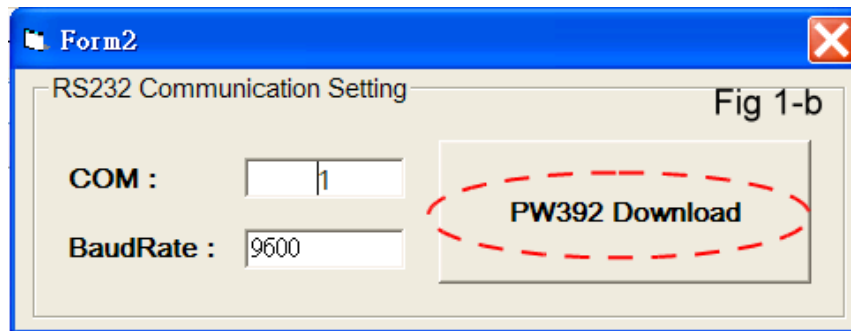 Form2
RS232 Communication Setting
Fig 1-b
COM :
1
PW392 Download
BaudRate :
9600